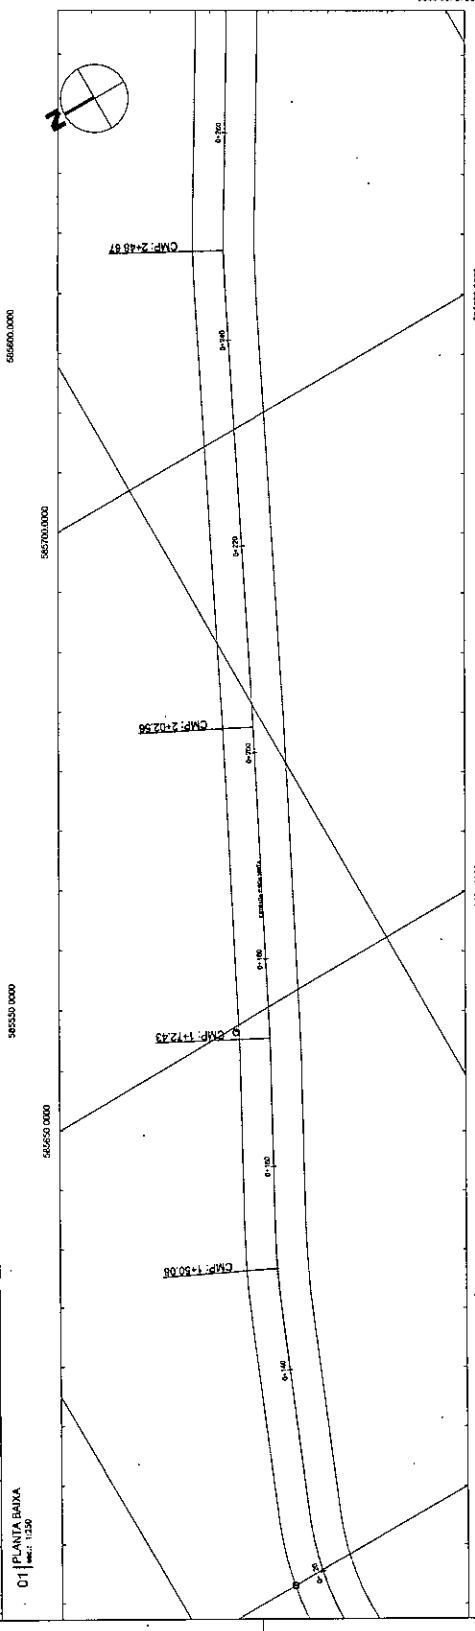 N
0+260
CMP: 2+48.67
585600.0000
0+240
585700.0000
0+220
CMP: 2+02.56
0+200
0+180
585550.0000
CMP: 1+72.43
585650.0000
0+160
CMP: 1+50.08
0+140
01 | PLANTA BAIXA
esc.: 1:250